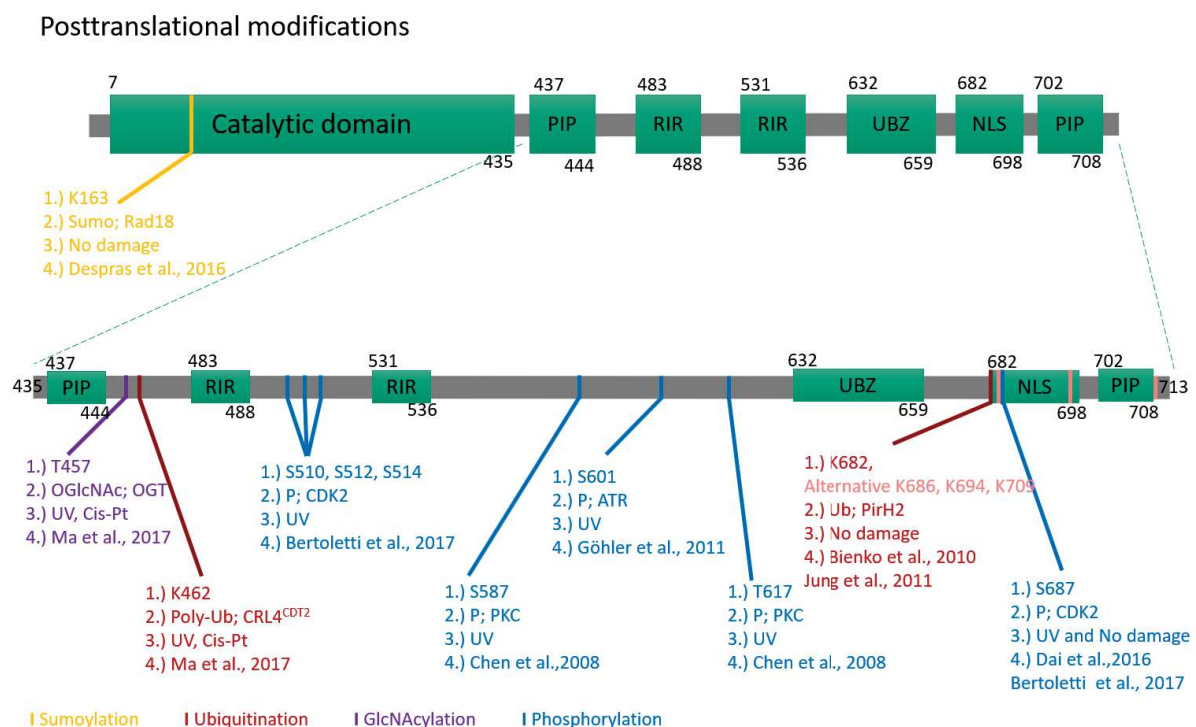 Posttranslational modifications
7
437
483
531
632
682
702
Catalytic domain
PIP
RIR
RIR
UBZ
NLS
PIP
435
444
488
536
659
698
708
1.) K163
2.) Sumo; Rad18
3.) No damage
4.) Despras et al., 2016
437
483
531
632
682
702
435
PIP
RIR
RIR
UBZ
NLS
PIP
713
444
488
536
659
698
708
1.) T457
2.) OGlcNAc; OGT
3.) UV, Cis-Pt
4.) Ma et al., 2017
1.) S510, S512, S514
2.) P; CDK2
3.) UV
4.) Bertoletti et al., 2017
1.) S601
2.) P; ATR
3.) UV
4.) Göhler et al., 2011
1.) K682,
Alternative K686, K694, K709
2.) Ub; PirH2
3.) No damage
4.) Bienko et al., 2010
Jung et al., 2011
1.) K462
2.) Poly-Ub; CRL4CDT2
3.) UV, Cis-Pt
4.) Ma et al., 2017
1.) S587
2.) P; PKC
3.) UV
4.) Chen et al.,2008
1.) T617
2.) P; PKC
3.) UV
4.) Chen et al., 2008
1.) S687
2.) P; CDK2
3.) UV and No damage
4.) Dai et al.,2016
Bertoletti et al., 2017
Sumoylation
Ubiquitination
GlcNAcylation
Phosphorylation